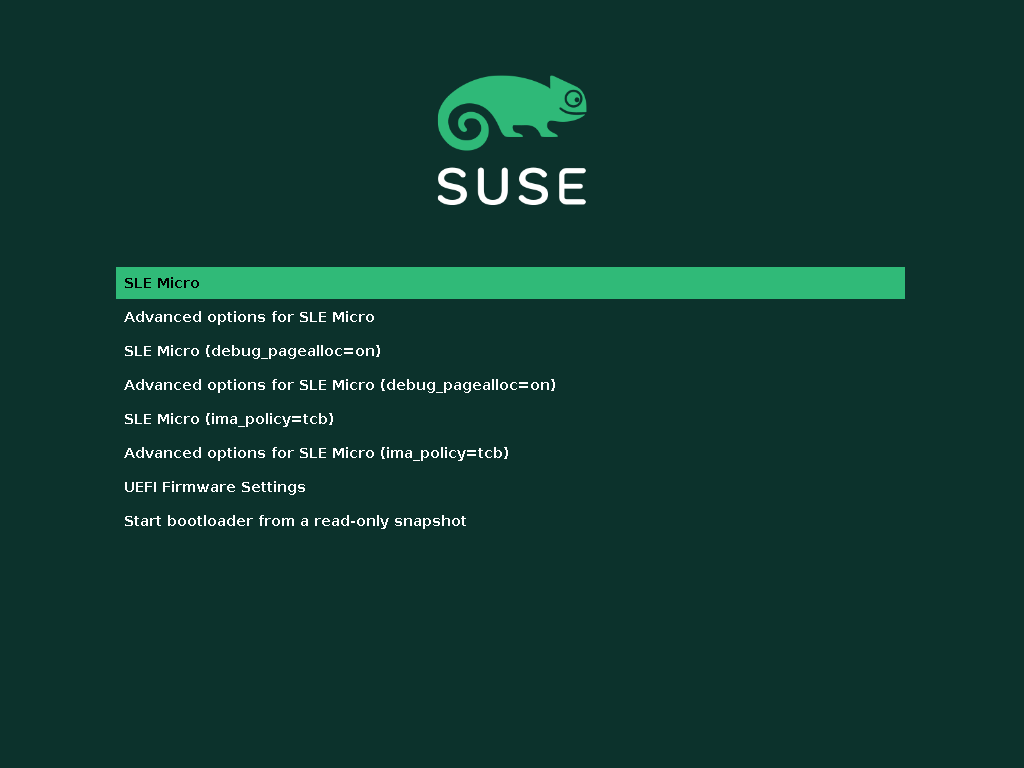 SUSE
SLE Micro
Advanced options for SLE Micro
SLE Micro (debug_pagealloc=on)
Advanced options for SLE Micro (debug_pagealloc=on)
SLE Micro (ima_policy=tcb)
Advanced options for SLE Micro (ima_policy=tcb)
UEFI Firmware Settings
Start bootloader from a read-only snapshot